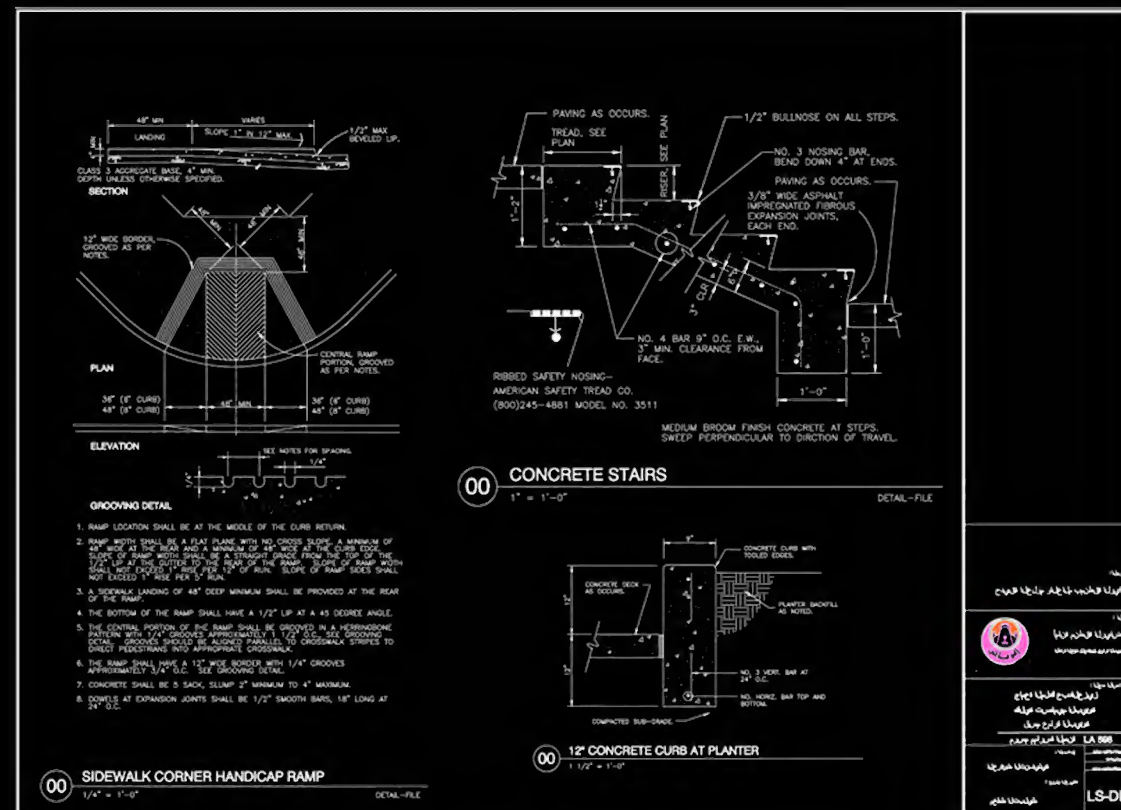 48" MIN
VARIES
LANDING
SLOPE 1" IN 12" MAX.
1/2" MAX
BEVELED LIP.
4" MIN
CLASS 3 AGGREGATE BASE, 4" MIN.
DEPTH UNLESS OTHERWISE SPECIFIED.
SECTION
48" MIN
48" MIN
48" MIN
12" WIDE BORDER,
GROOVED AS PER
NOTES.
CENTRAL RAMP
PORTION, GROOVED
AS PER NOTES.
PLAN
36" (6" CURB)
48" (8" CURB)
48" MIN
36" (6" CURB)
48" (8" CURB)
ELEVATION
SEE NOTES FOR SPACING.
1/4"
1/4"
GROOVING DETAIL
1. RAMP LOCATION SHALL BE AT THE MIDDLE OF THE CURB RETURN.
2. RAMP WIDTH SHALL BE A FLAT PLANE WITH NO CROSS SLOPE, A MINIMUM OF
48" WIDE AT THE REAR AND A MINIMUM OF 48" WIDE AT THE CURB EDGE.
SLOPE OF RAMP WIDTH SHALL BE A STRAIGHT GRADE FROM THE TOP OF THE
1/2" LIP AT THE GUTTER TO THE REAR OF THE RAMP. SLOPE OF RAMP WIDTH
SHALL NOT EXCEED 1" RISE PER 12" OF RUN. SLOPE OF RAMP SIDES SHALL
NOT EXCEED 1" RISE PER 5" RUN.
3. A SIDEWALK LANDING OF 48" DEEP MINIMUM SHALL BE PROVIDED AT THE REAR
OF THE RAMP.
4. THE BOTTOM OF THE RAMP SHALL HAVE A 1/2" LIP AT A 45 DEGREE ANGLE.
5. THE CENTRAL PORTION OF THE RAMP SHALL BE GROOVED IN A HERRINGBONE
PATTERN WITH 1/4" GROOVES APPROXIMATELY 1 1/2" O.C., SEE GROOVING
DETAIL. GROOVES SHOULD BE ALIGNED PARALLEL TO CROSSWALK STRIPES TO
DIRECT PEDESTRIANS INTO APPROPRIATE CROSSWALK.
6. THE RAMP SHALL HAVE A 12" WIDE BORDER WITH 1/4" GROOVES
APPROXIMATELY 3/4" O.C. SEE GROOVING DETAIL.
7. CONCRETE SHALL BE 5 SACK, SLUMP 2" MINIMUM TO 4" MAXIMUM.
8. DOWELS AT EXPANSION JOINTS SHALL BE 1/2" SMOOTH BARS, 18" LONG AT
24" O.C.
00 SIDEWALK CORNER HANDICAP RAMP
1/4" = 1'-0"
DETAIL-FILE
PAVING AS OCCURS.
TREAD, SEE
PLAN
RISER, SEE PLAN
1/2" BULLNOSE ON ALL STEPS.
NO. 3 NOSING BAR,
BEND DOWN 4" AT ENDS.
PAVING AS OCCURS.
3/8" WIDE ASPHALT
IMPREGNATED FIBROUS
EXPANSION JOINTS,
EACH END.
1'-2"
3" CLR
6"
NO. 4 BAR 9" O.C. E.W.,
3" MIN. CLEARANCE FROM
FACE.
1'-0"
1'-0"
RIBBED SAFETY NOSING-
AMERICAN SAFETY TREAD CO.
(800)245-4881 MODEL NO. 3511
MEDIUM BROOM FINISH CONCRETE AT STEPS.
SWEEP PERPENDICULAR TO DIRCTION OF TRAVEL.
00 CONCRETE STAIRS
1" = 1'-0"
DETAIL-FILE
CONCRETE CURB WITH
TOOLED EDGES.
CONCRETE DECK
AS OCCURS.
12"
12"
PLANTER BACKFILL
AS NOTED.
NO. 3 VERT. BAR AT
24" O.C.
NO. HORIZ. BAR TOP AND
BOTTOM.
COMPACTED SUB-GRADE.
00 12" CONCRETE CURB AT PLANTER
1 1/2" = 1'-0"
LA 598